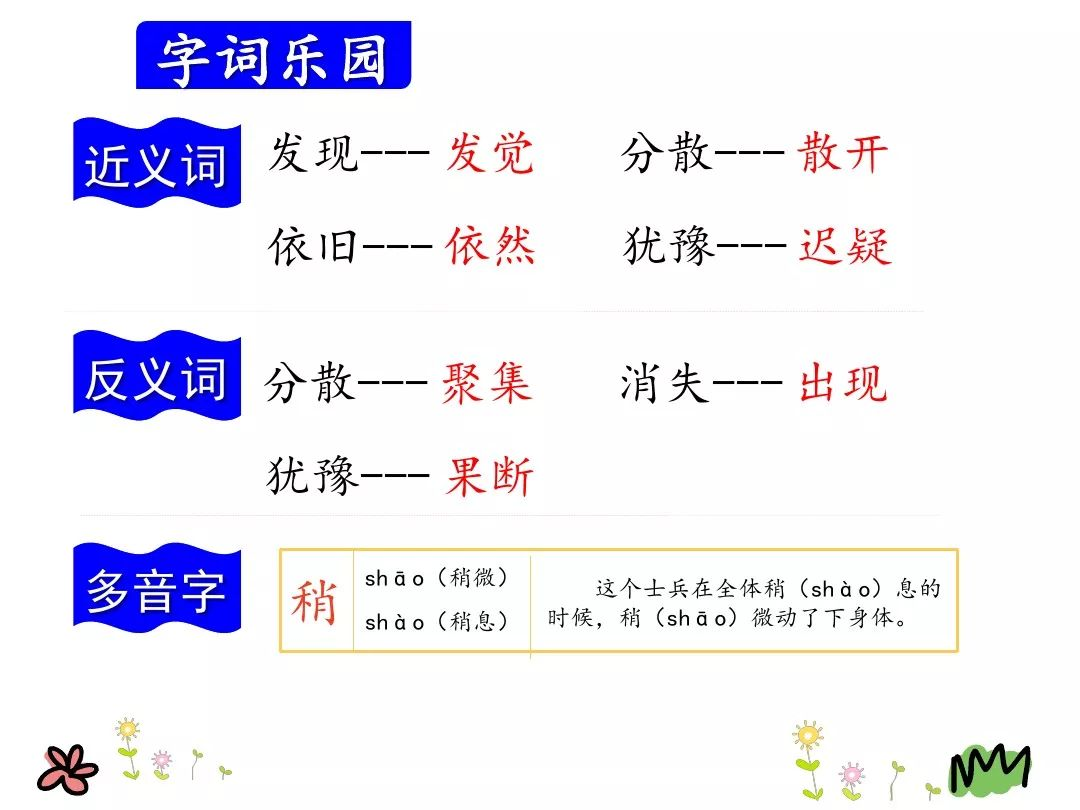 字词乐园
近义词
发现---发觉 分散---散开
依旧---依然 犹豫---迟疑
反义词
分散---聚集 消失---出现
犹豫---果断
多音字
稍
shāo（稍微）
shào（稍息）
这个士兵在全体稍（shào）息的
时候，稍（shāo）微动了下身体。